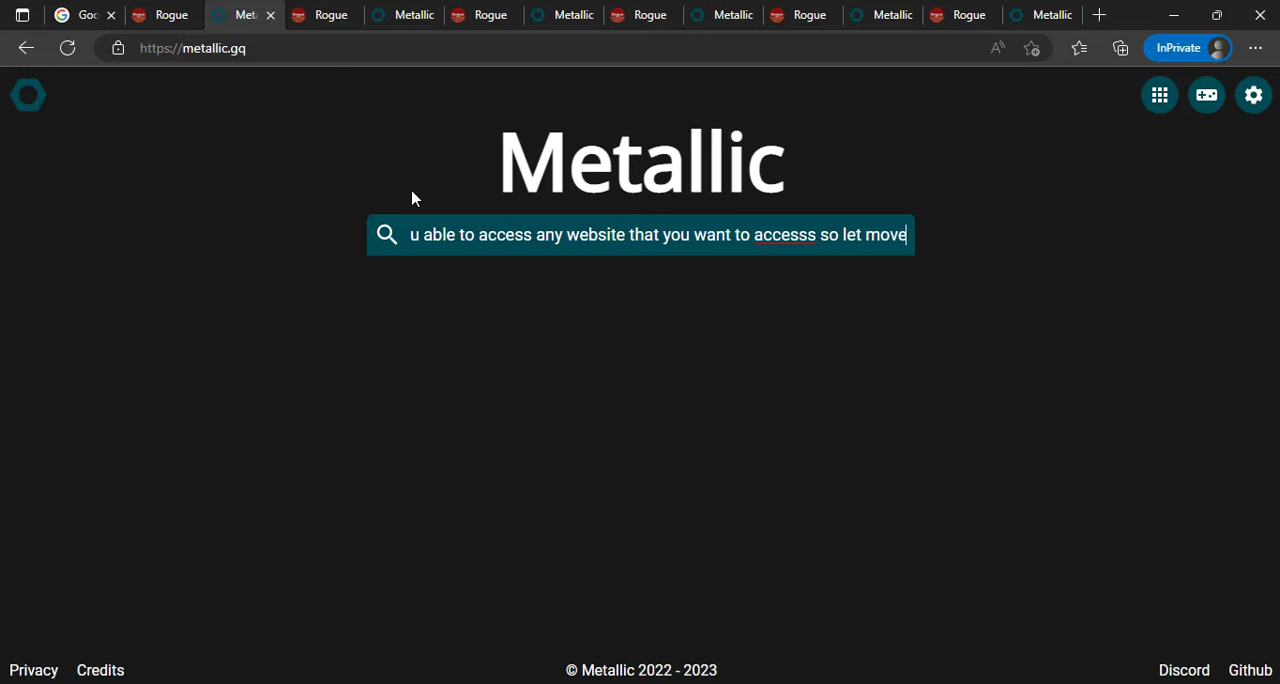 Goo Rogue Meta Rogue Metallic Rogue Metallic Rogue Metallic Rogue Metallic Rogue Metallic
https://metallic.gq
InPrivate
Metallic
u able to access any website that you want to accesss so let move
Privacy Credits © Metallic 2022 - 2023 Discord Github